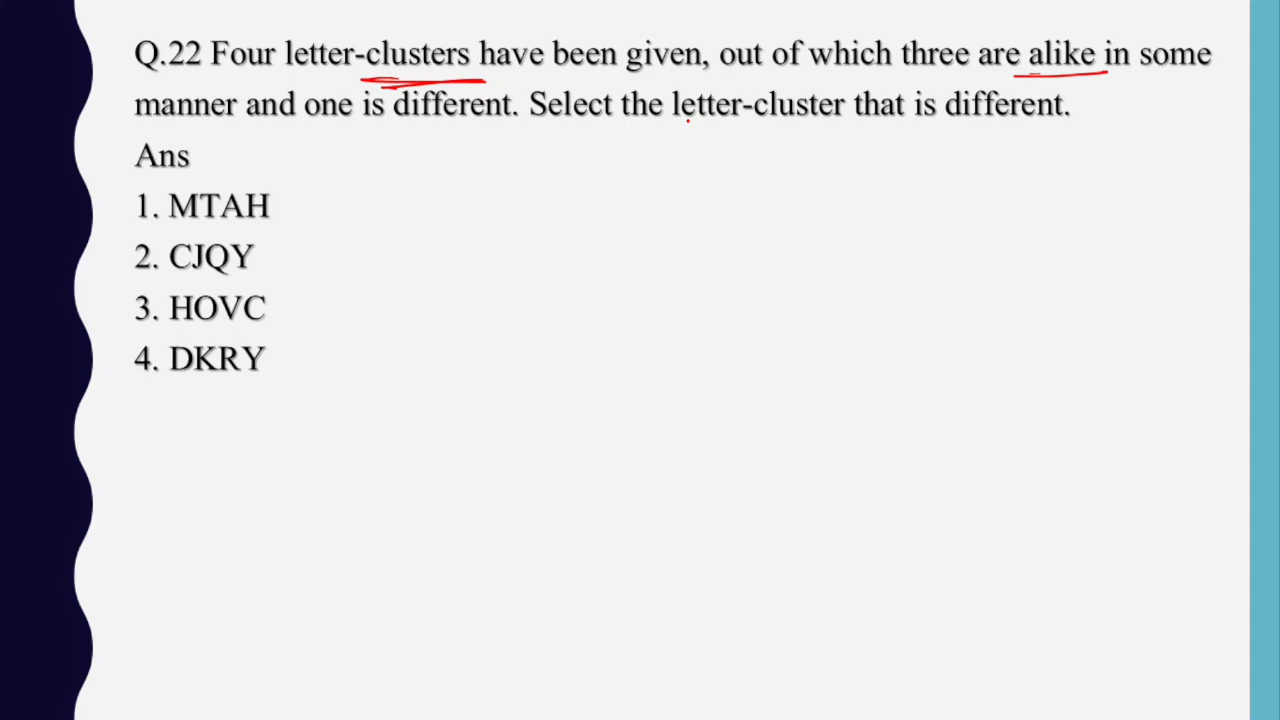 Q.22 Four letter-clusters have been given, out of which three are alike in some
manner and one is different. Select the letter-cluster that is different.
Ans
1. MTAH
2. CJQY
3. HOVC
4. DKRY